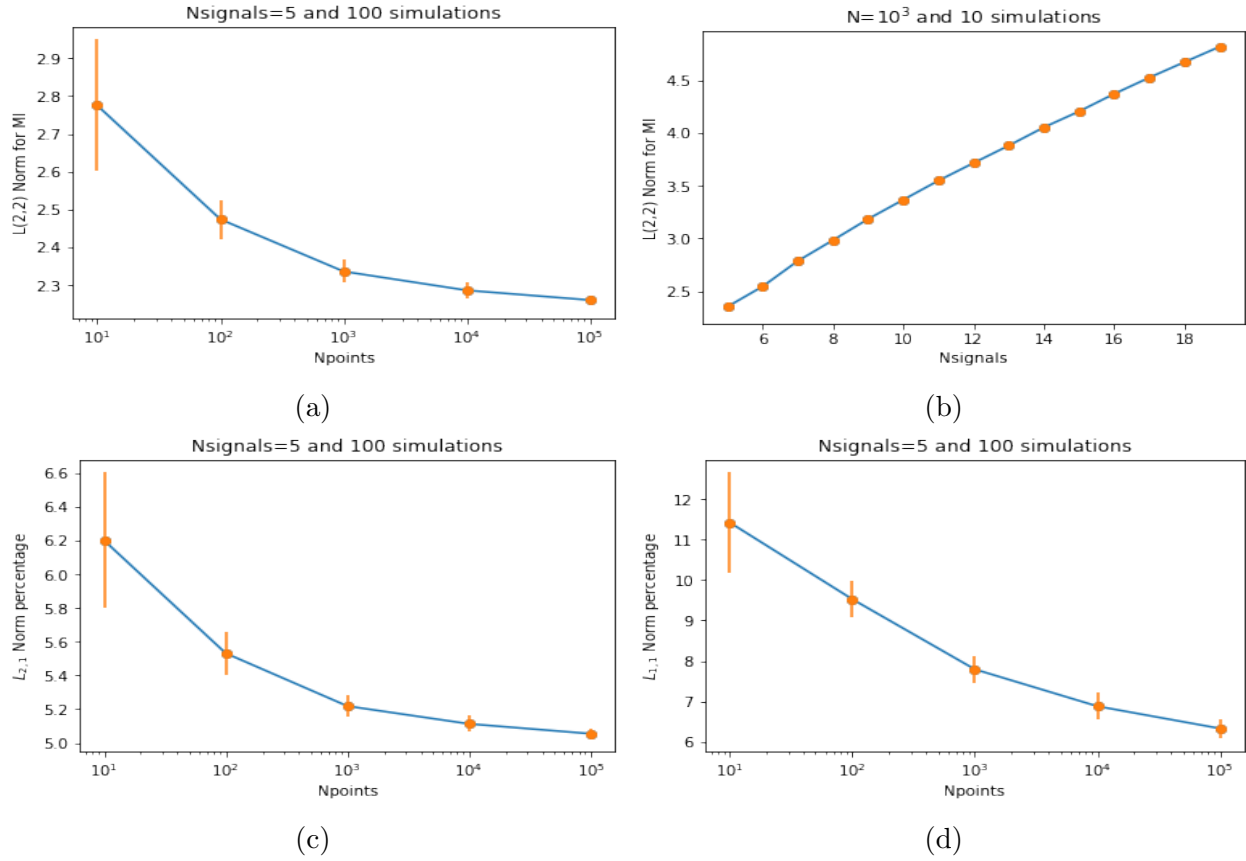 Nsignals=5 and 100 simulations
L(2,2) Norm for MI
2.9
2.8
2.7
2.6
2.5
2.4
2.3
10¹ 10² 10³ 10⁴ 10⁵
Npoints
(a)
N=10³ and 10 simulations
L(2,2) Norm for MI
4.5
4.0
3.5
3.0
2.5
6 8 10 12 14 16 18
Nsignals
(b)
Nsignals=5 and 100 simulations
L₂,₁ Norm percentage
6.6
6.4
6.2
6.0
5.8
5.6
5.4
5.2
5.0
10¹ 10² 10³ 10⁴ 10⁵
Npoints
(c)
Nsignals=5 and 100 simulations
L₁,₁ Norm percentage
12
11
10
9
8
7
6
10¹ 10² 10³ 10⁴ 10⁵
Npoints
(d)